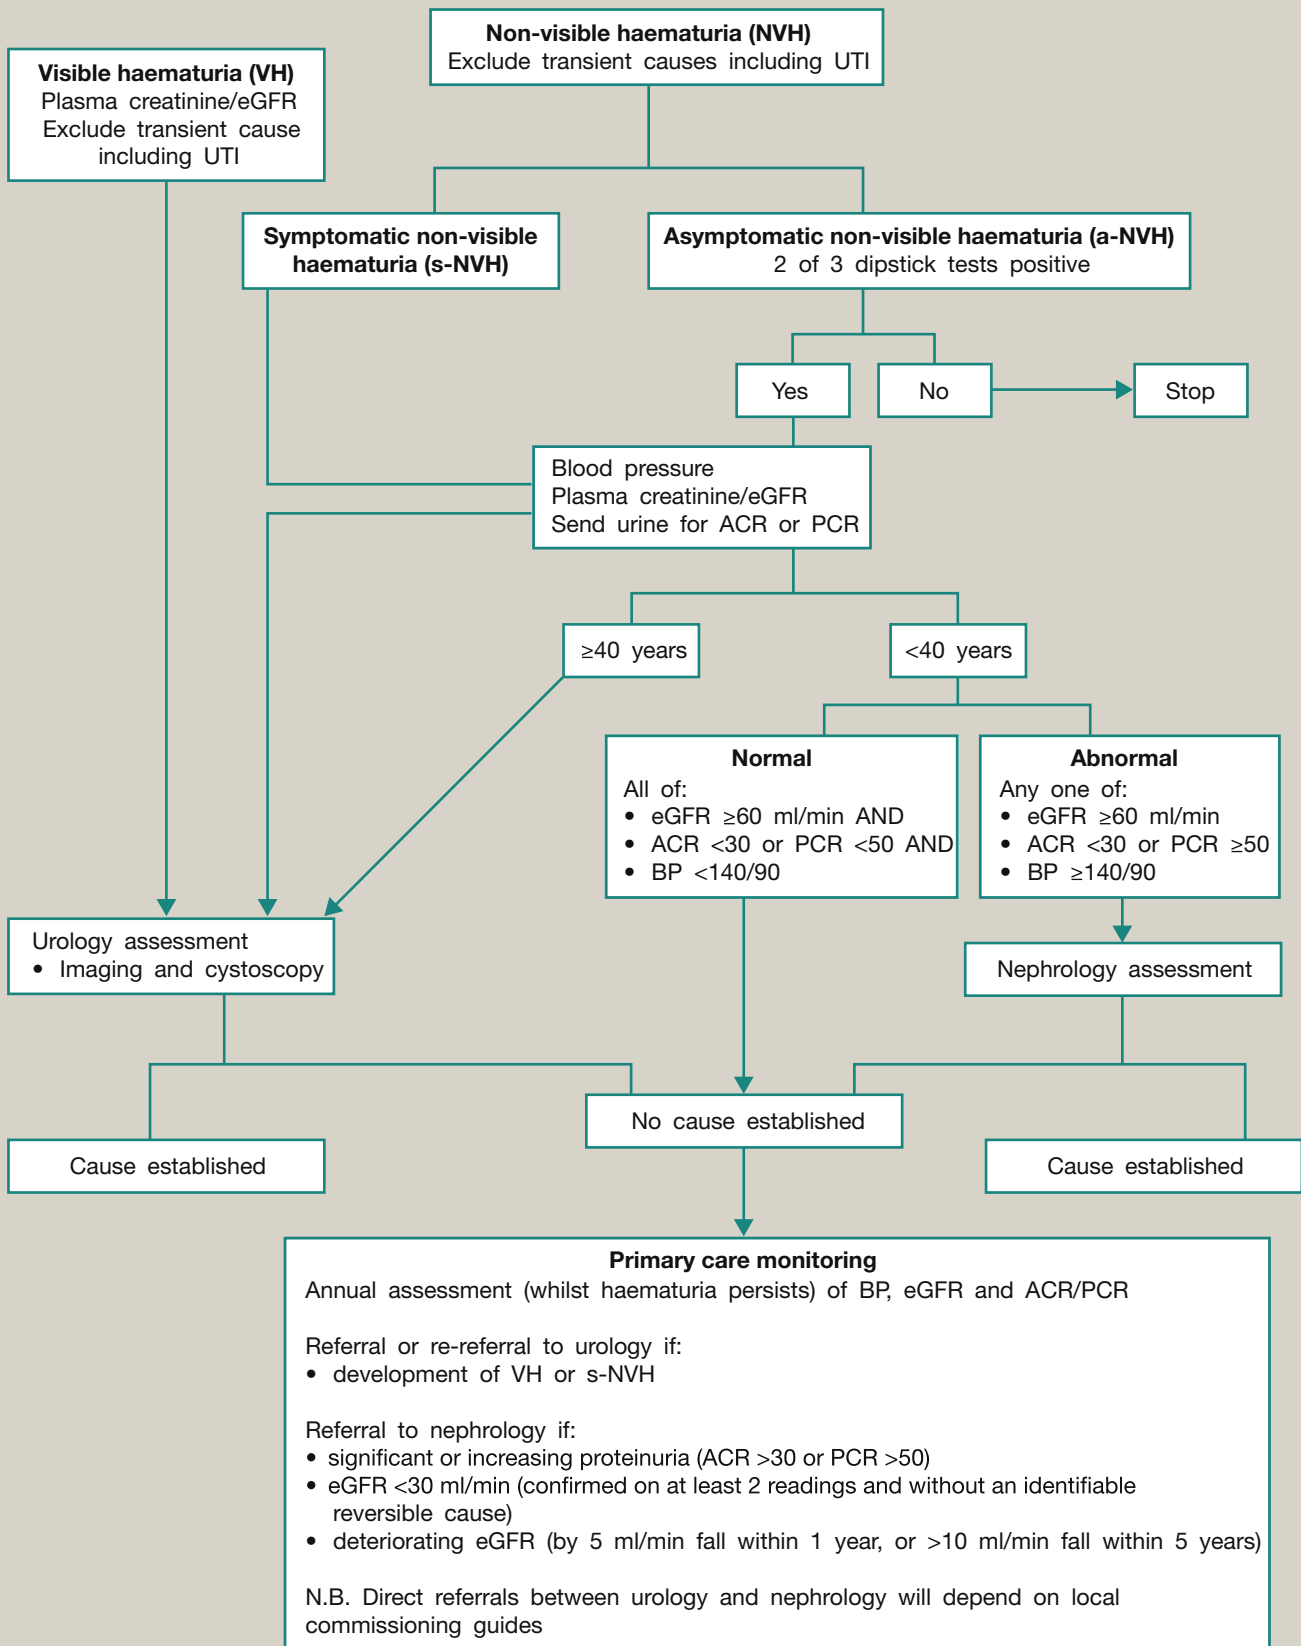 Non-visible haematuria (NVH)
Exclude transient causes including UTI
Visible haematuria (VH)
Plasma creatinine/eGFR
Exclude transient cause
including UTI
Symptomatic non-visible
haematuria (s-NVH)
Asymptomatic non-visible haematuria (a-NVH)
2 of 3 dipstick tests positive
Yes
No
Stop
Blood pressure
Plasma creatinine/eGFR
Send urine for ACR or PCR
≥40 years
<40 years
Normal
All of:
• eGFR ≥60 ml/min AND
• ACR <30 or PCR <50 AND
• BP <140/90
Abnormal
Any one of:
• eGFR ≥60 ml/min
• ACR <30 or PCR ≥50
• BP ≥140/90
Urology assessment
• Imaging and cystoscopy
Nephrology assessment
No cause established
Cause established
Cause established
Primary care monitoring
Annual assessment (whilst haematuria persists) of BP, eGFR and ACR/PCR
Referral or re-referral to urology if:
• development of VH or s-NVH
Referral to nephrology if:
• significant or increasing proteinuria (ACR >30 or PCR >50)
• eGFR <30 ml/min (confirmed on at least 2 readings and without an identifiable
reversible cause)
• deteriorating eGFR (by 5 ml/min fall within 1 year, or >10 ml/min fall within 5 years)
N.B. Direct referrals between urology and nephrology will depend on local
commissioning guides